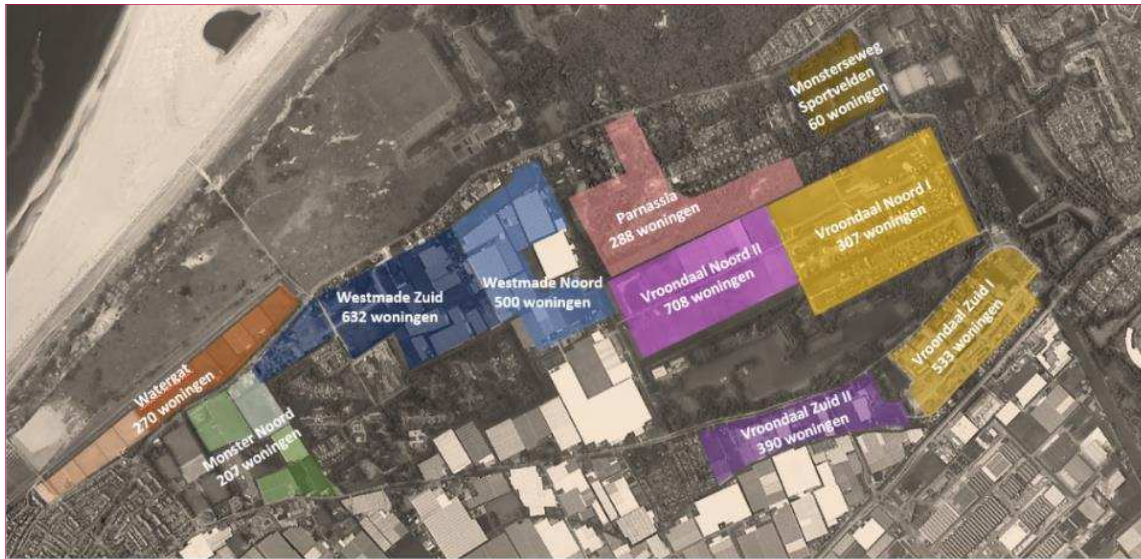 Monsterseweg
Sportvelden
60 woningen
Parnassia
288 woningen
Vroondaal Noord I
307 woningen
Vroondaal Noord II
708 woningen
Westmade Noord
500 woningen
Westmade Zuid
632 woningen
Vroondaal Zuid I
533 woningen
Watergat
270 woningen
Monster Noord
207 woningen
Vroondaal Zuid II
390 woningen